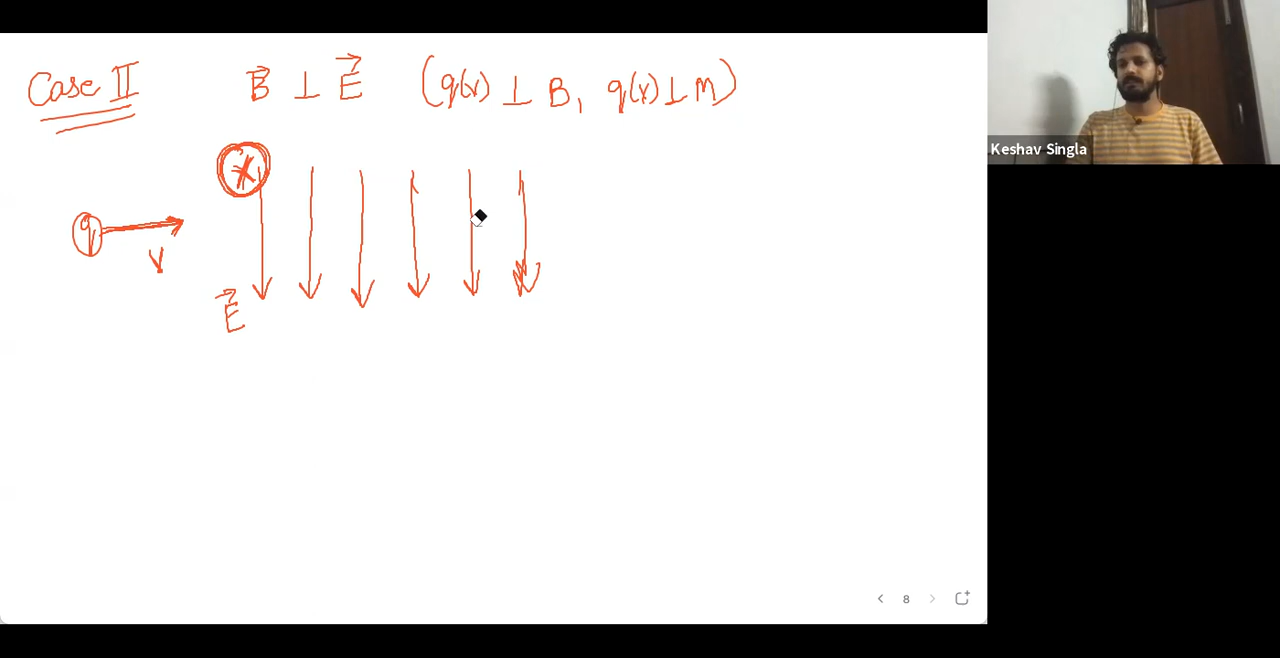 Case II B ⊥ E (q(v) ⊥ B, q(v) ⊥ M)
q
v
E
Keshav Singla
8